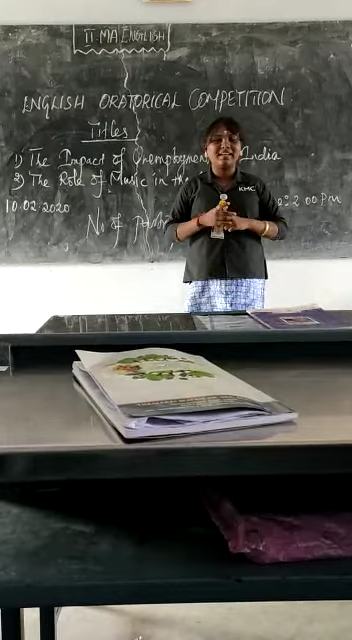 II-MA ENGLISH
ENGLISH ORATORICAL COMPETITION
Titles
1) The Impact of Unemployment India
2) The Role of Music in the
10.02.2020 2 00 Pm
No of
KMC